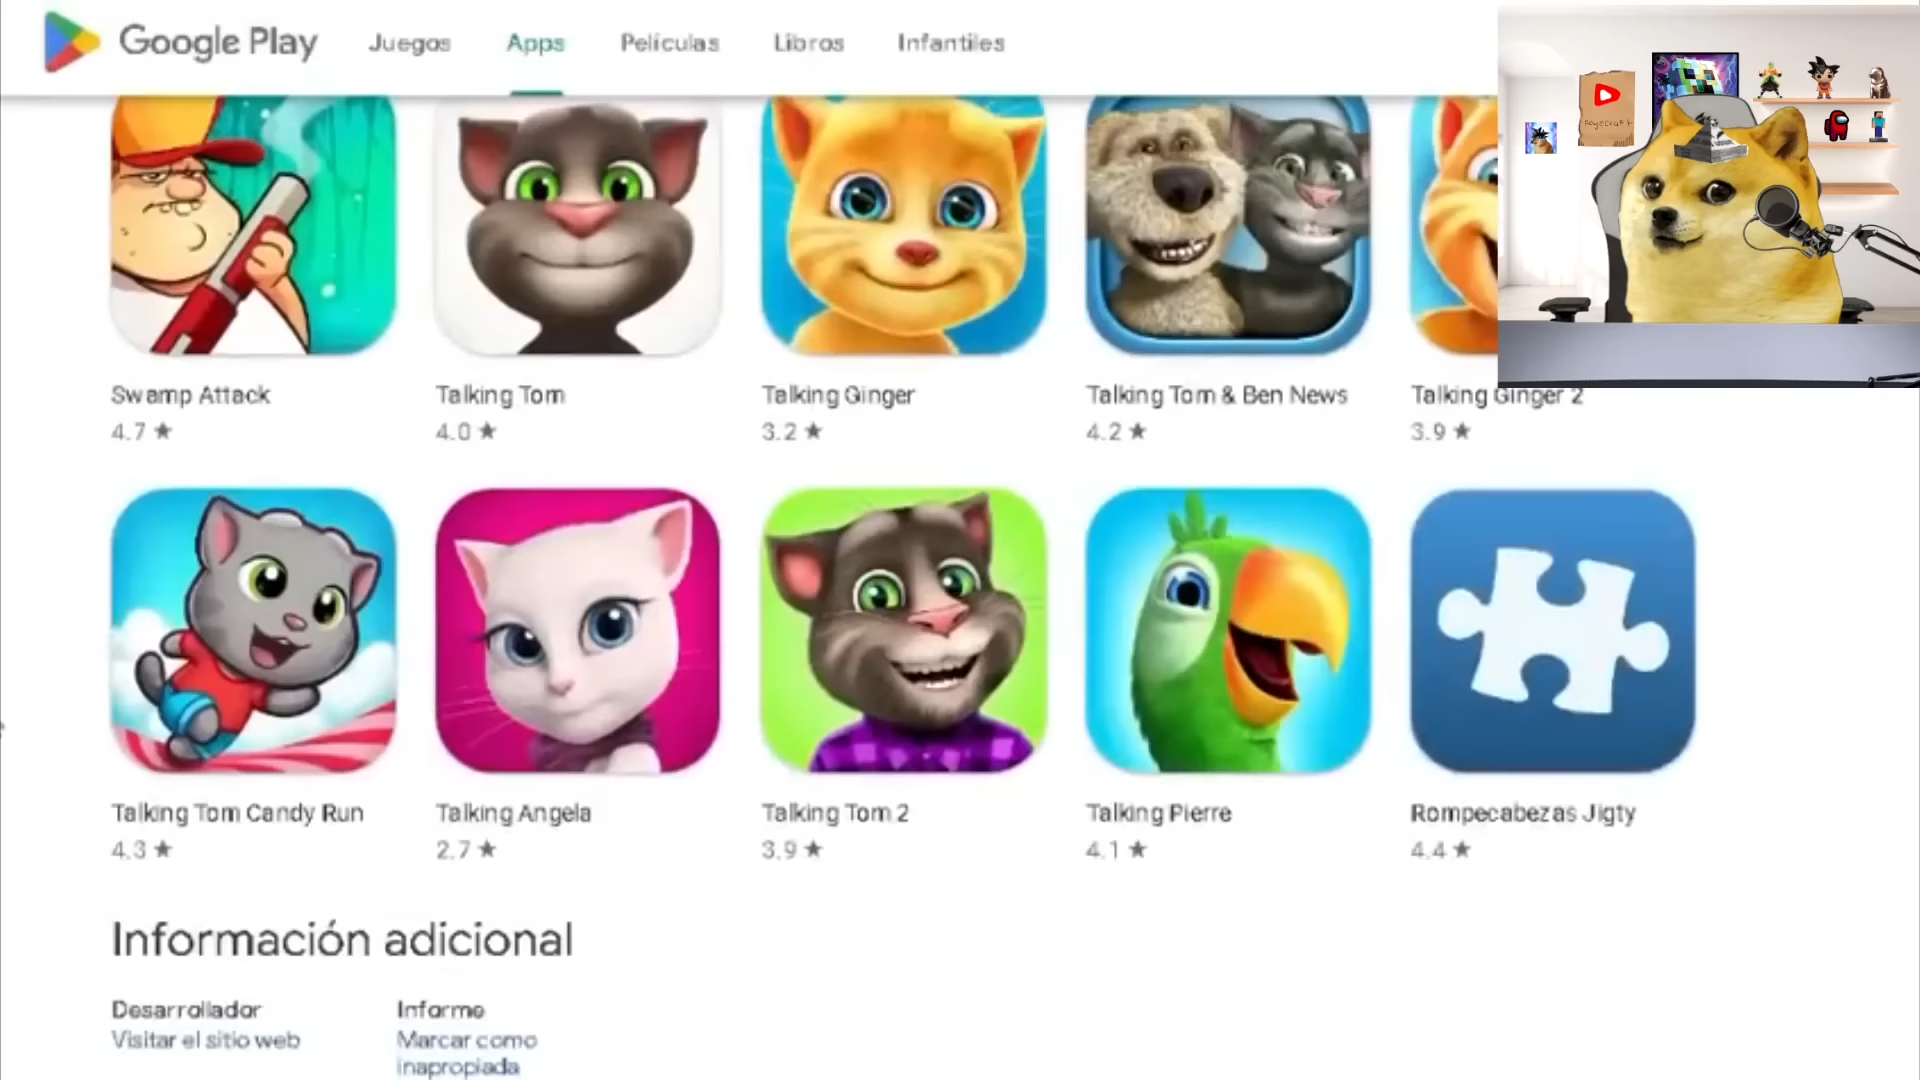 Google Play Juegos Apps Películas Libros Infantiles
Swamp Attack Talking Tom Talking Ginger Talking Tom & Ben News Talking Ginger 2
4.7 ★ 4.0 ★ 3.2 ★ 4.2 ★ 3.9 ★
Talking Tom Candy Run Talking Angela Talking Tom 2 Talking Pierre Rompecabezas Jigty
4.3 ★ 2.7 ★ 3.9 ★ 4.1 ★ 4.4 ★
Información adicional
Desarrollador Informe
Visitar el sitio web Marcar como
inapropiada